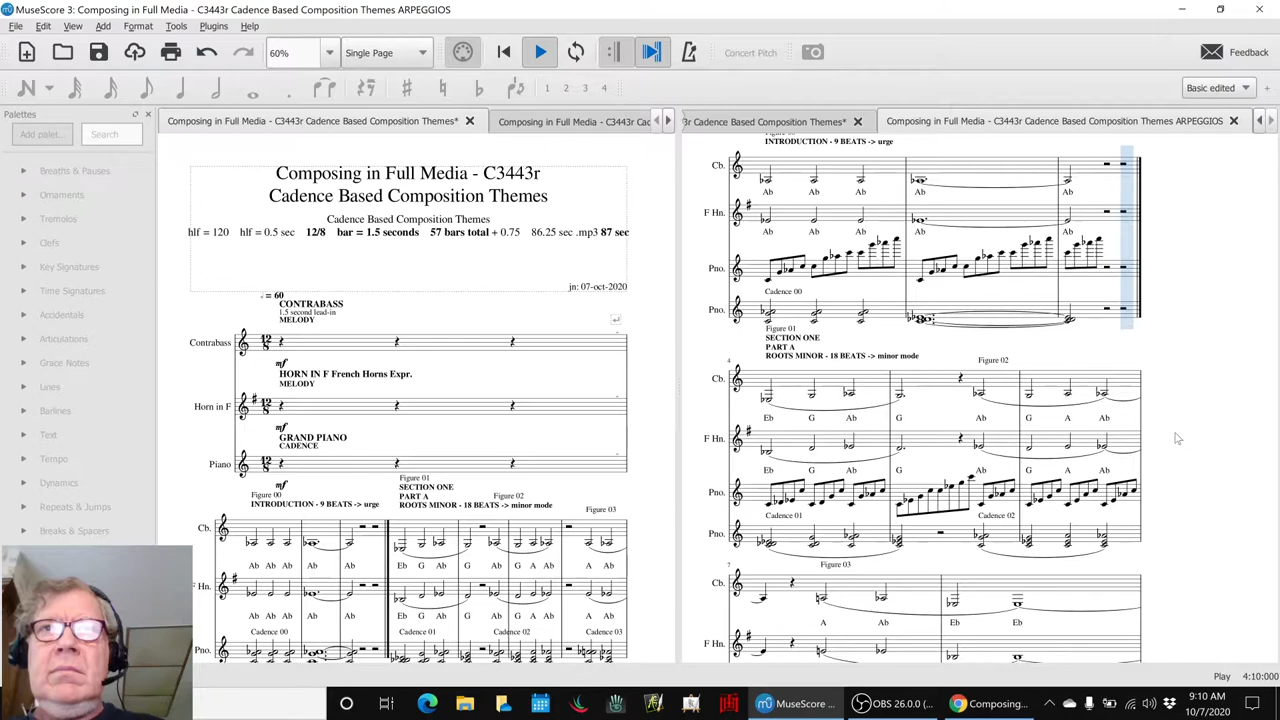 MuseScore 3: Composing in Full Media - C3443r Cadence Based Composition Themes ARPEGGIOS
File Edit View Add Format Tools Plugins Help
60% Single Page Concert Pitch Feedback
1 2 3 4 Basic edited +
Palettes
Add palet... Search
Breaths & Pauses
Ornaments
Tremolos
Clefs
Key Signatures
Time Signatures
Accidentals
Articulations
Grace Notes
Lines
Barlines
Text
Tempo
Dynamics
Repeats & Jumps
Breaks & Spacers
Composing in Full Media - C3443r Cadence Based Composition Themes*
Composing in Full Media - C3443r Cad
Composing in Full Media - C3443r
Cadence Based Composition Themes
Cadence Based Composition Themes
hlf = 120 hlf = 0.5 sec 12/8 bar = 1.5 seconds 57 bars total + 0.75 86.25 sec .mp3 87 sec
jn: 07-oct-2020
= 60
CONTRABASS
1.5 second lead-in
MELODY
Contrabass
12 8
mf
HORN IN F French Horns Expr.
MELODY
Horn in F
12 8
mf
GRAND PIANO
CADENCE
Piano
12 8
mf
Figure 00
INTRODUCTION - 9 BEATS -> urge
Figure 01
SECTION ONE
PART A
ROOTS MINOR - 18 BEATS -> minor mode
Figure 02
Figure 03
Cb.
Ab Ab Ab Ab Ab Eb G Ab G Ab G A Ab A Ab
F Hn.
Ab Ab Ab Ab Ab Eb G Ab G Ab G A Ab A Ab
Cadence 00 Cadence 01 Cadence 02 Cadence 03
Pno.
3r Cadence Based Composition Themes*
Composing in Full Media - C3443r Cadence Based Composition Themes ARPEGGIOS
INTRODUCTION - 9 BEATS -> urge
Cb.
Ab Ab Ab Ab Ab
F Hn.
Ab Ab Ab Ab Ab
Pno.
Cadence 00
Pno.
Figure 01
SECTION ONE
PART A
ROOTS MINOR - 18 BEATS -> minor mode
Figure 02
4
Cb.
Eb G Ab G Ab G A Ab
F Hn.
Eb G Ab G Ab G A Ab
Pno.
Cadence 01 Cadence 02
Pno.
7
Figure 03
Cb.
A Ab Eb Eb
F Hn.
Play 4:10:000
MuseScore ... OBS 26.0.0 (... Composing...
9:10 AM
10/7/2020